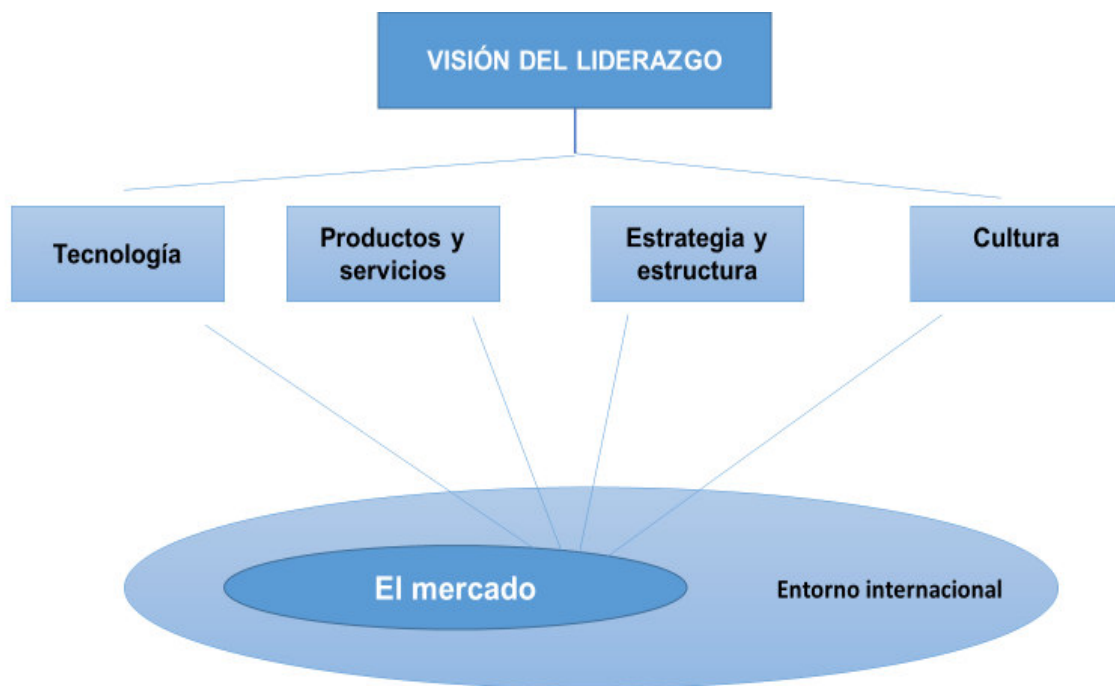 VISIÓN DEL LIDERAZGO
Tecnología
Productos y
servicios
Estrategia y
estructura
Cultura
El mercado
Entorno internacional